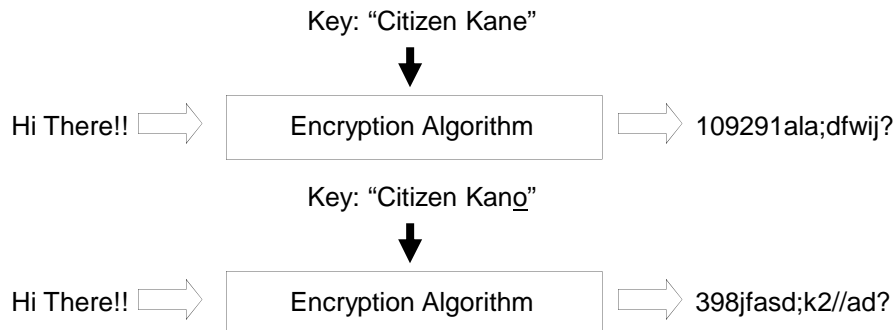 Key: “Citizen Kane”
Hi There!! Encryption Algorithm 109291ala;dfwij?
Key: “Citizen Kano”
Hi There!! Encryption Algorithm 398jfasd;k2//ad?